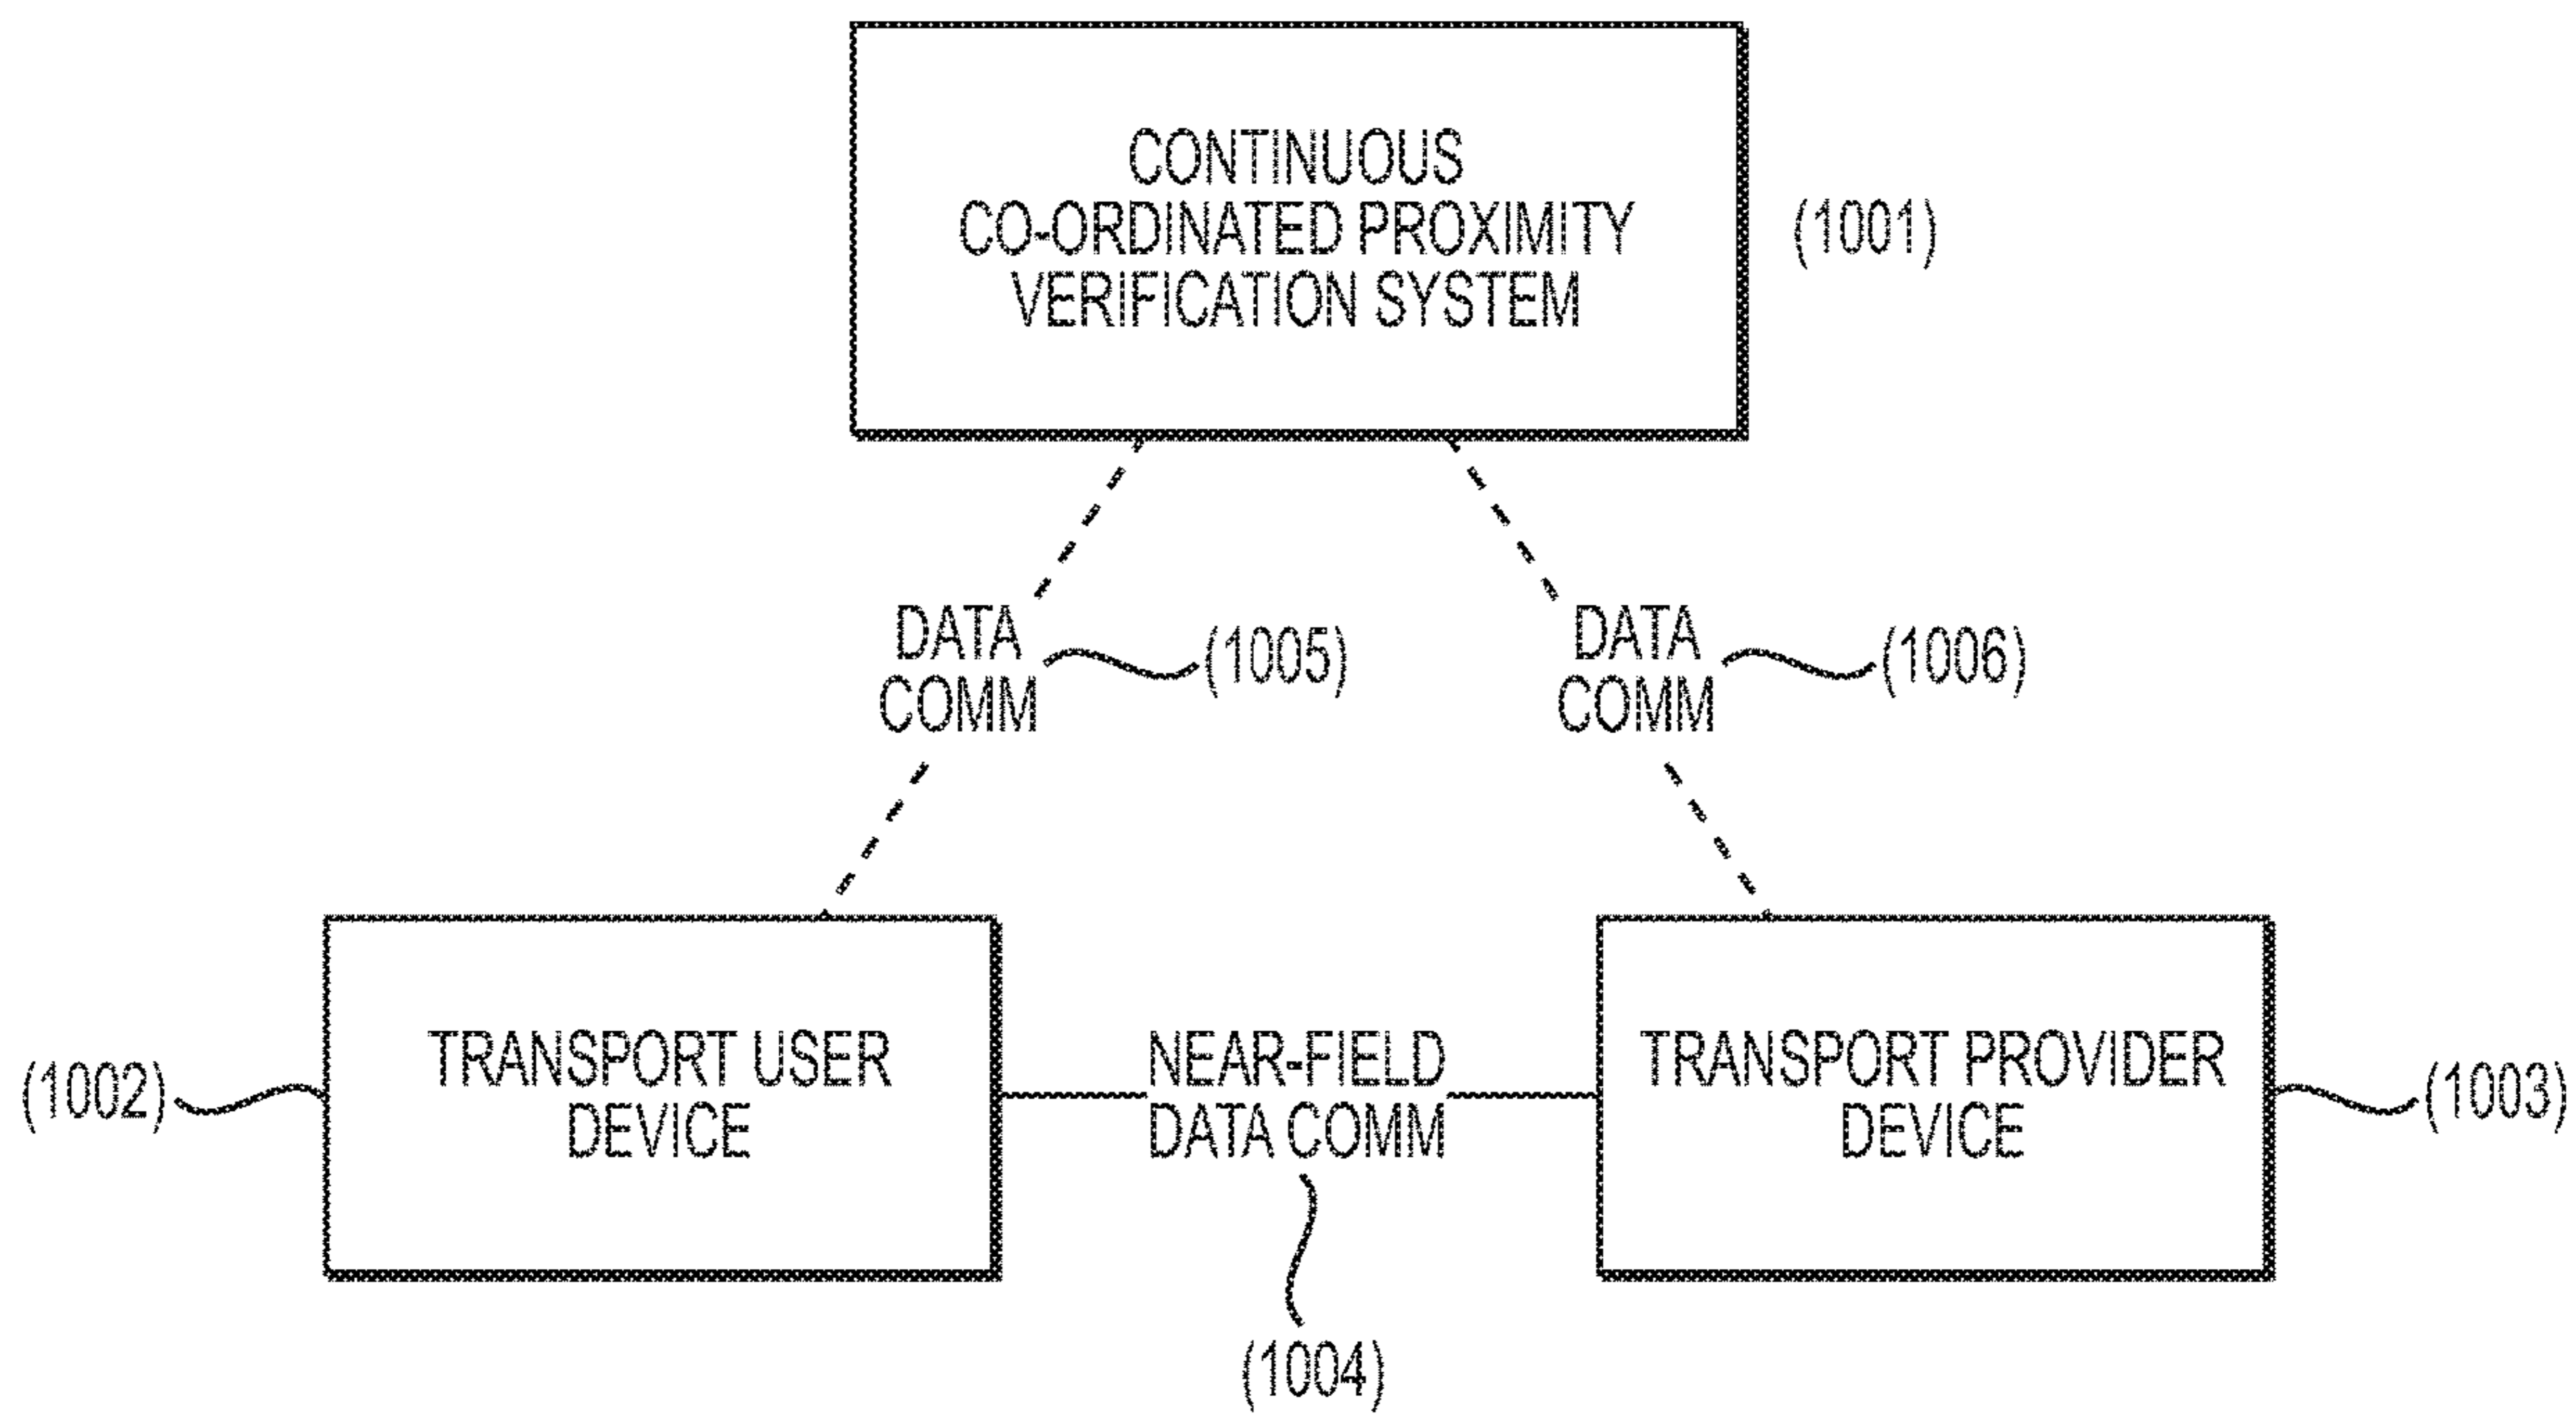 CONTINUOUS
CO-ORDINATED PROXIMITY
VERIFICATION SYSTEM
(1001)
DATA
COMM
(1005)
DATA
COMM
(1006)
(1002)
TRANSPORT USER
DEVICE
NEAR-FIELD
DATA COMM
(1004)
TRANSPORT PROVIDER
DEVICE
(1003)